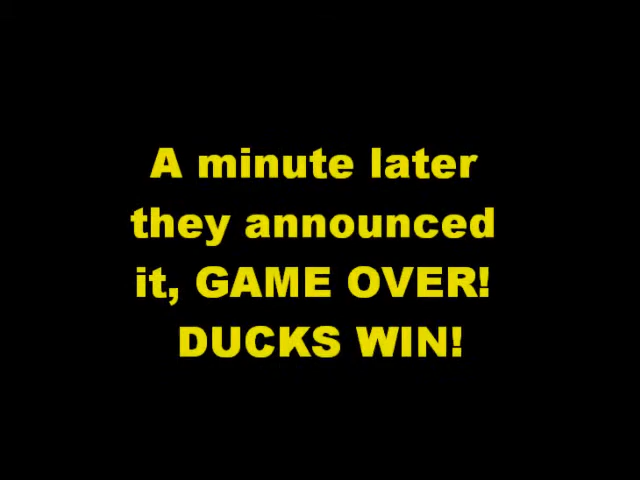 A minute later
they announced
it, GAME OVER!
DUCKS WIN!